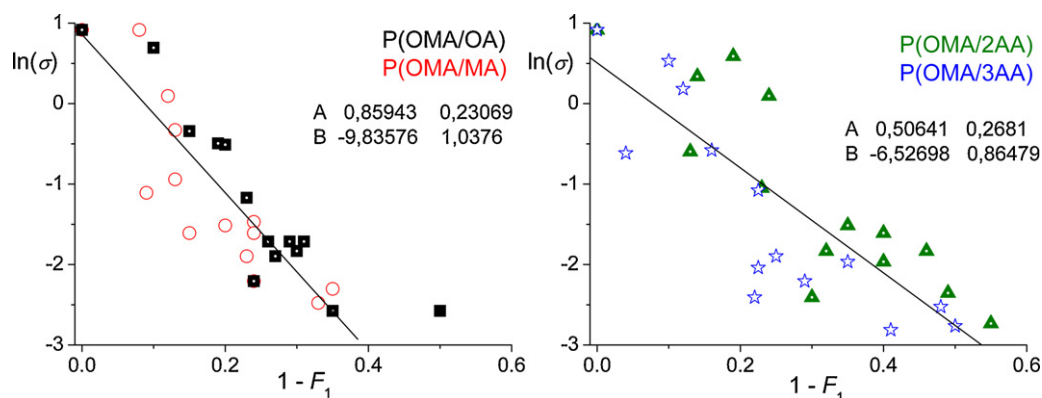 ln(σ)
P(OMA/OA)
P(OMA/MA)
A 0,85943 0,23069
B -9,83576 1,0376
1
0
-1
-2
-3
0.0 0.2 0.4 0.6
1 - F1
ln(σ)
P(OMA/2AA)
P(OMA/3AA)
A 0,50641 0,2681
B -6,52698 0,86479
1
0
-1
-2
-3
0.0 0.2 0.4 0.6
1 - F1